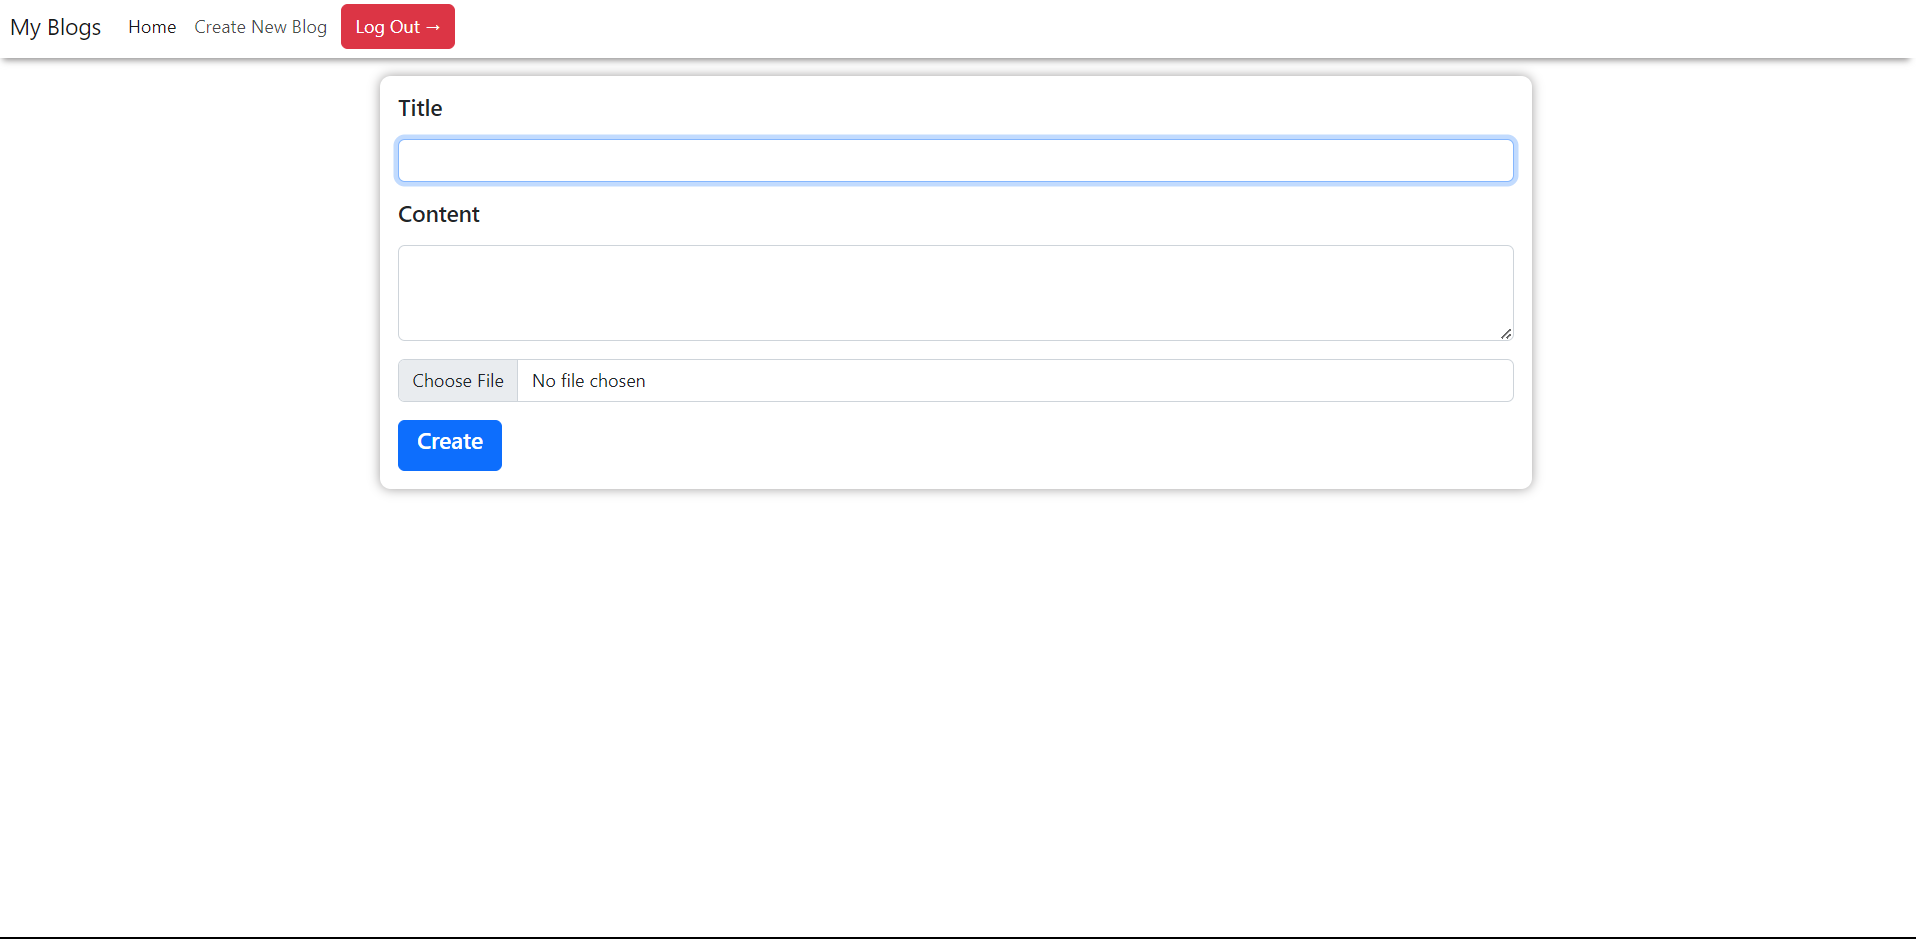 My Blogs Home Create New Blog Log Out →
Title
Content
Choose File No file chosen
Create